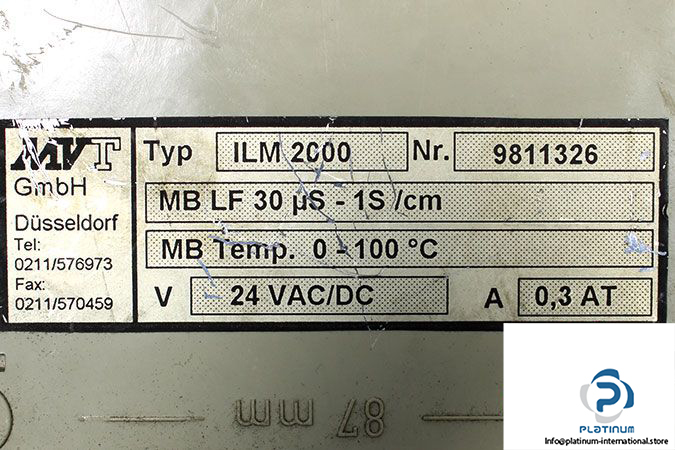 MVT
GmbH
Düsseldorf
Tel:
0211/576973
Fax:
0211/570459
Typ ILM 2000 Nr. 9811326
MB LF 30 µS - 1S /cm
MB Temp. 0 - 100 °C
V 24 VAC/DC A 0,3 AT
87 mm
PLATINUM
INTERNATIONAL
Info@platinum-international.store